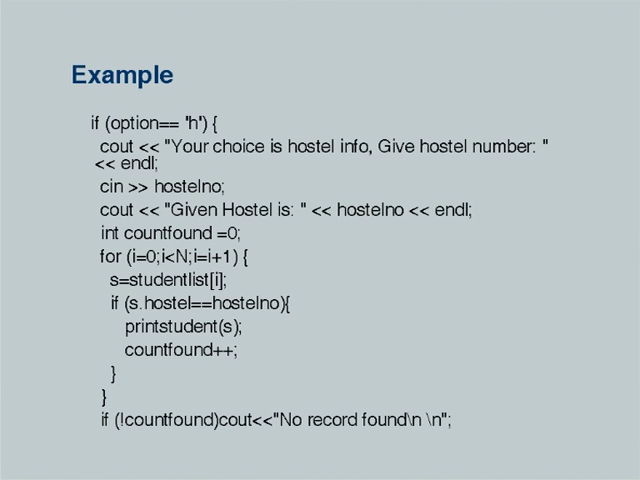 Example
if (option== 'h') {
cout << "Your choice is hostel info, Give hostel number: "
<< endl;
cin >> hostelno;
cout << "Given Hostel is: " << hostelno << endl;
int countfound =0;
for (i=0;i<N;i=i+1) {
s=studentlist[i];
if (s.hostel==hostelno){
printstudent(s);
countfound++;
}
}
if (!countfound)cout<<"No record found\n \n";